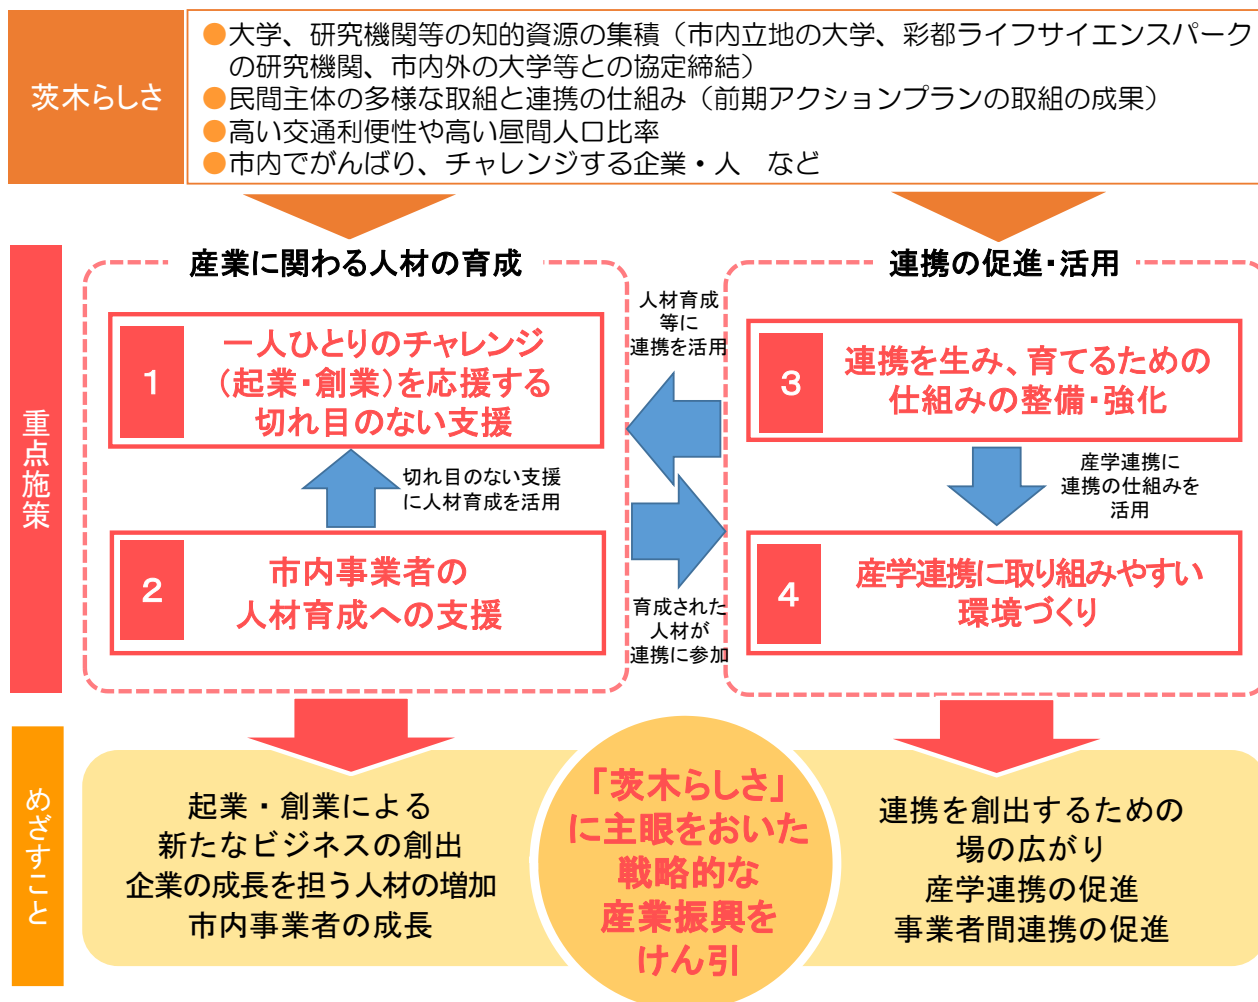 茨木らしさ
●大学、研究機関等の知的資源の集積（市内立地の大学、彩都ライフサイエンスパーク
の研究機関、市内外の大学等との協定締結）
●民間主体の多様な取組と連携の仕組み（前期アクションプランの取組の成果）
●高い交通利便性や高い昼間人口比率
●市内でがんばり、チャレンジする企業・人　など
重点施策
産業に関わる人材の育成
1
一人ひとりのチャレンジ
（起業・創業）を応援する
切れ目のない支援
切れ目のない支援
に人材育成を活用
2
市内事業者の
人材育成への支援
人材育成
等に
連携を活用
育成された
人材が
連携に参加
連携の促進・活用
3
連携を生み、育てるための
仕組みの整備・強化
産学連携に
連携の仕組みを
活用
4
産学連携に取り組みやすい
環境づくり
めざすこと
起業・創業による
新たなビジネスの創出
企業の成長を担う人材の増加
市内事業者の成長
「茨木らしさ」
に主眼をおいた
戦略的な
産業振興を
けん引
連携を創出するための
場の広がり
産学連携の促進
事業者間連携の促進